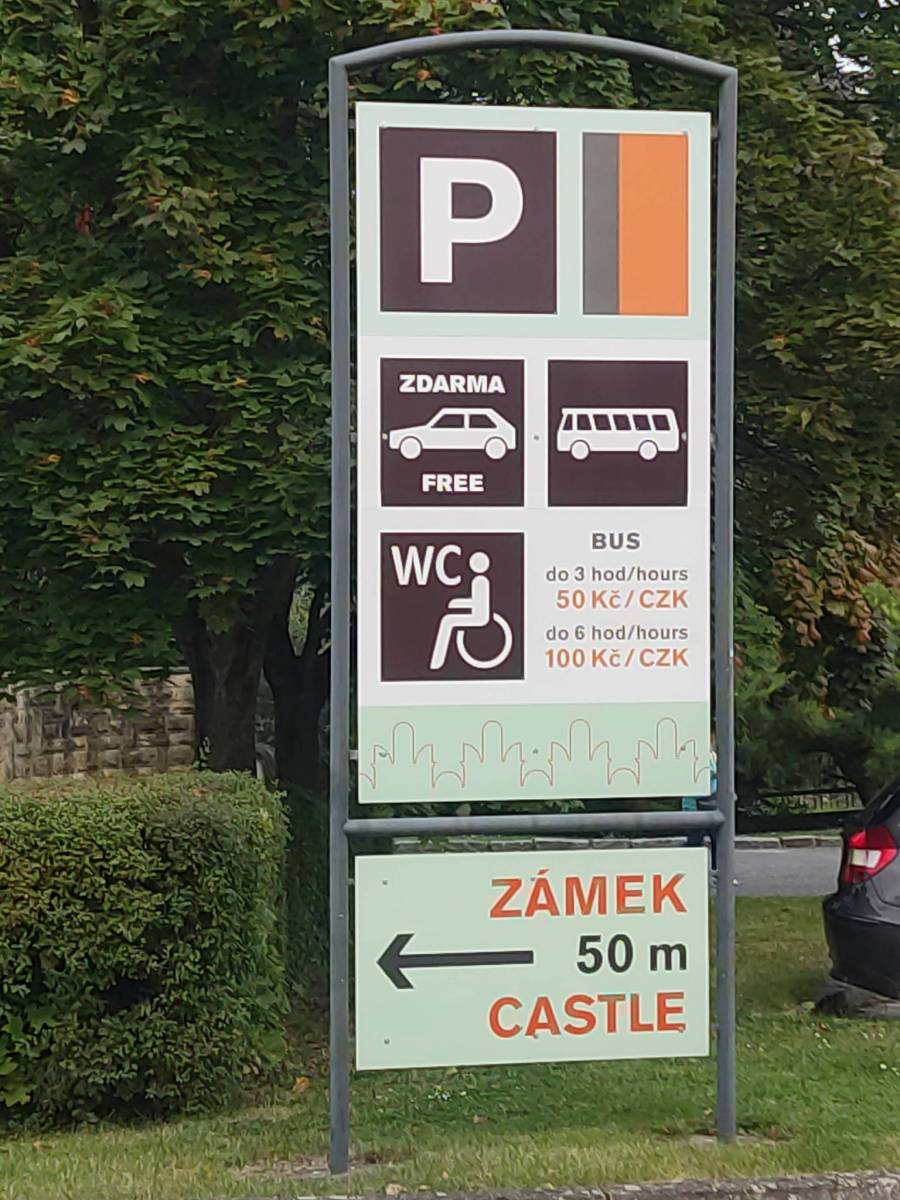 P
ZDARMA
FREE
WC
BUS
do 3 hod/hours
50 Kč/CZK
do 6 hod/hours
100 Kč/CZK
ZÁMEK
50 m
CASTLE